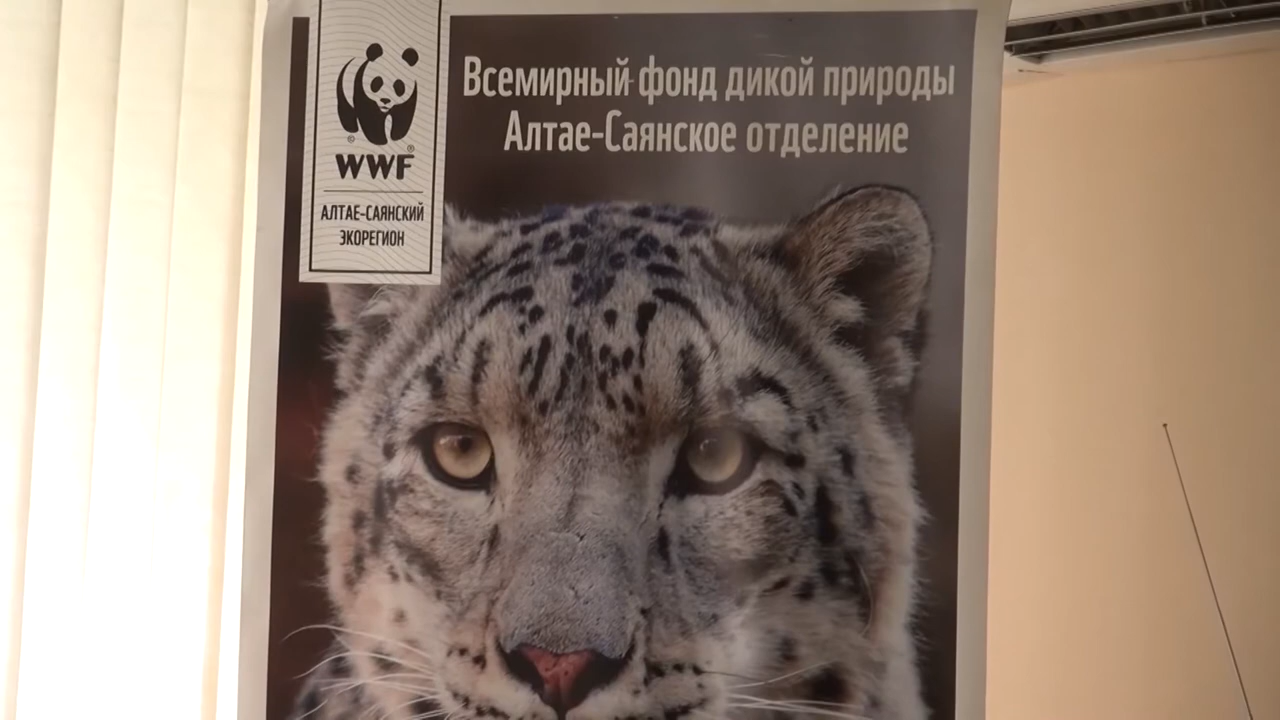 Всемирный фонд дикой природы
Алтае-Саянское отделение
WWF
АЛТАЕ-САЯНСКИЙ
ЭКОРЕГИОН